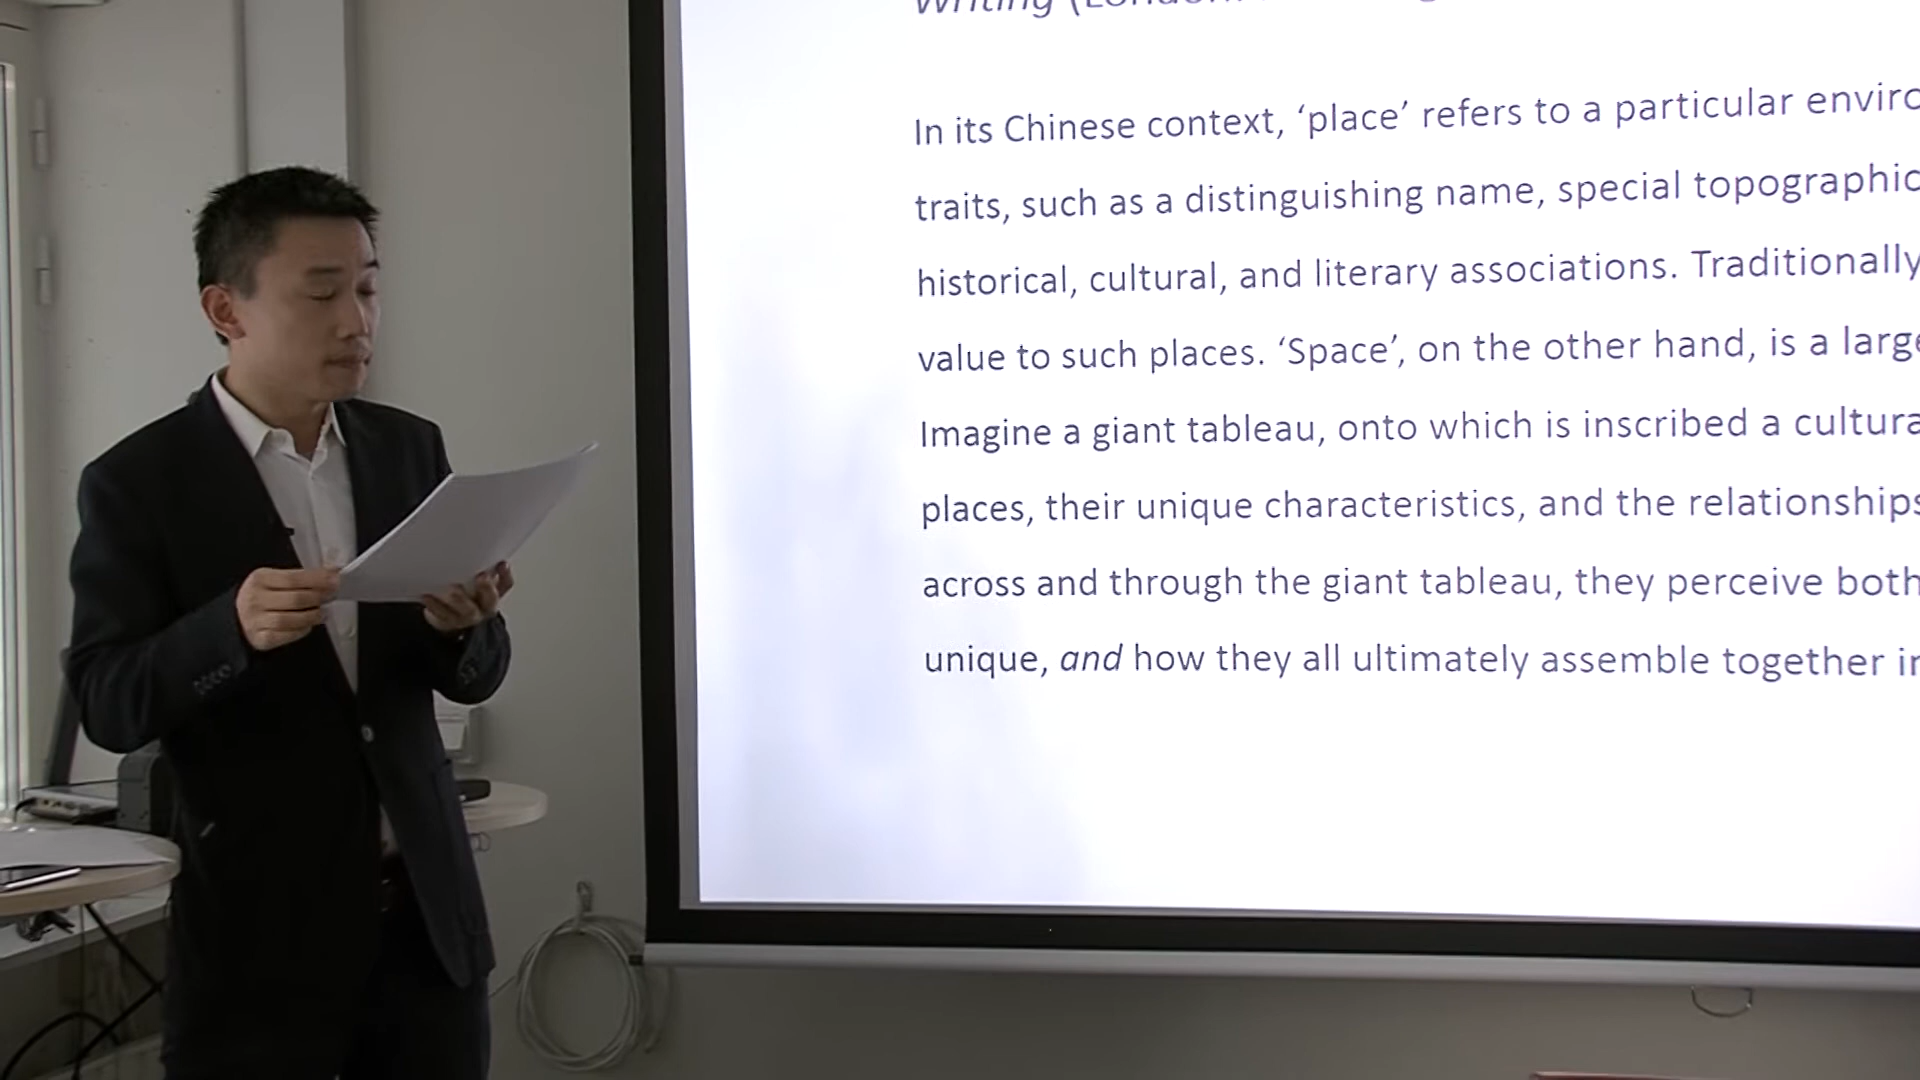 Writing (London:
In its Chinese context, ‘place’ refers to a particular
traits, such as a distinguishing name, special topographic
historical, cultural, and literary associations. Traditionally
value to such places. ‘Space’, on the other hand, is a
Imagine a giant tableau, onto which is inscribed a
places, their unique characteristics, and the relationships
across and through the giant tableau, they perceive both
unique, and how they all ultimately assemble together